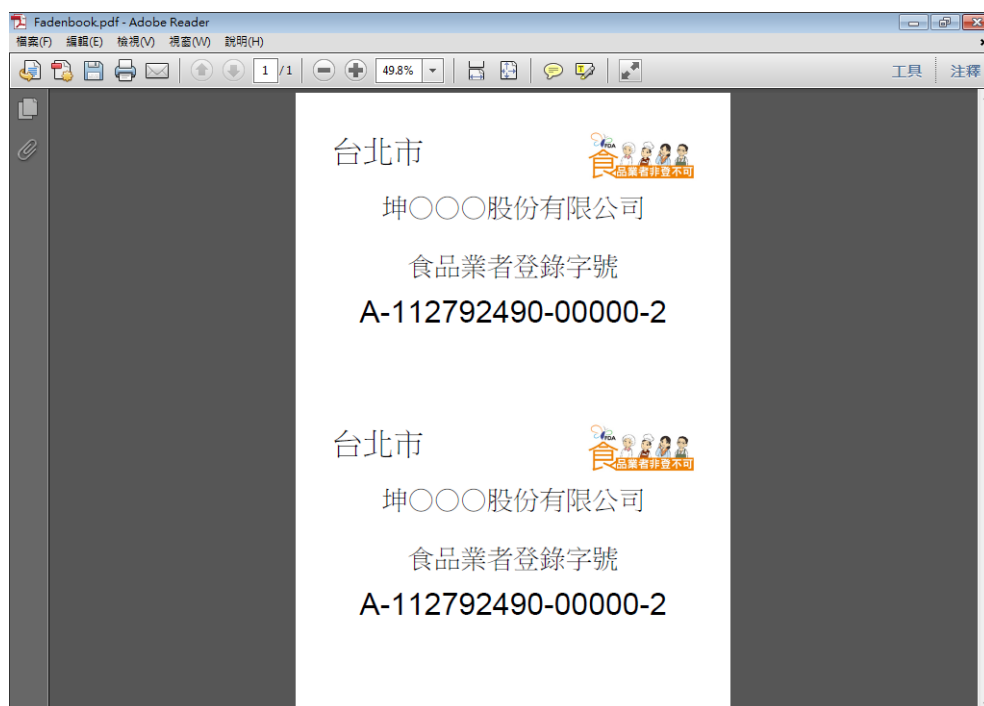 Fadenbook.pdf - Adobe Reader
檔案(F) 編輯(E) 檢視(V) 視窗(W) 說明(H)
1 /1 49.8% 工具 注釋
台北市
TFDA
食品業者非登不可
坤○○○股份有限公司
食品業者登錄字號
A-112792490-00000-2
台北市
TFDA
食品業者非登不可
坤○○○股份有限公司
食品業者登錄字號
A-112792490-00000-2